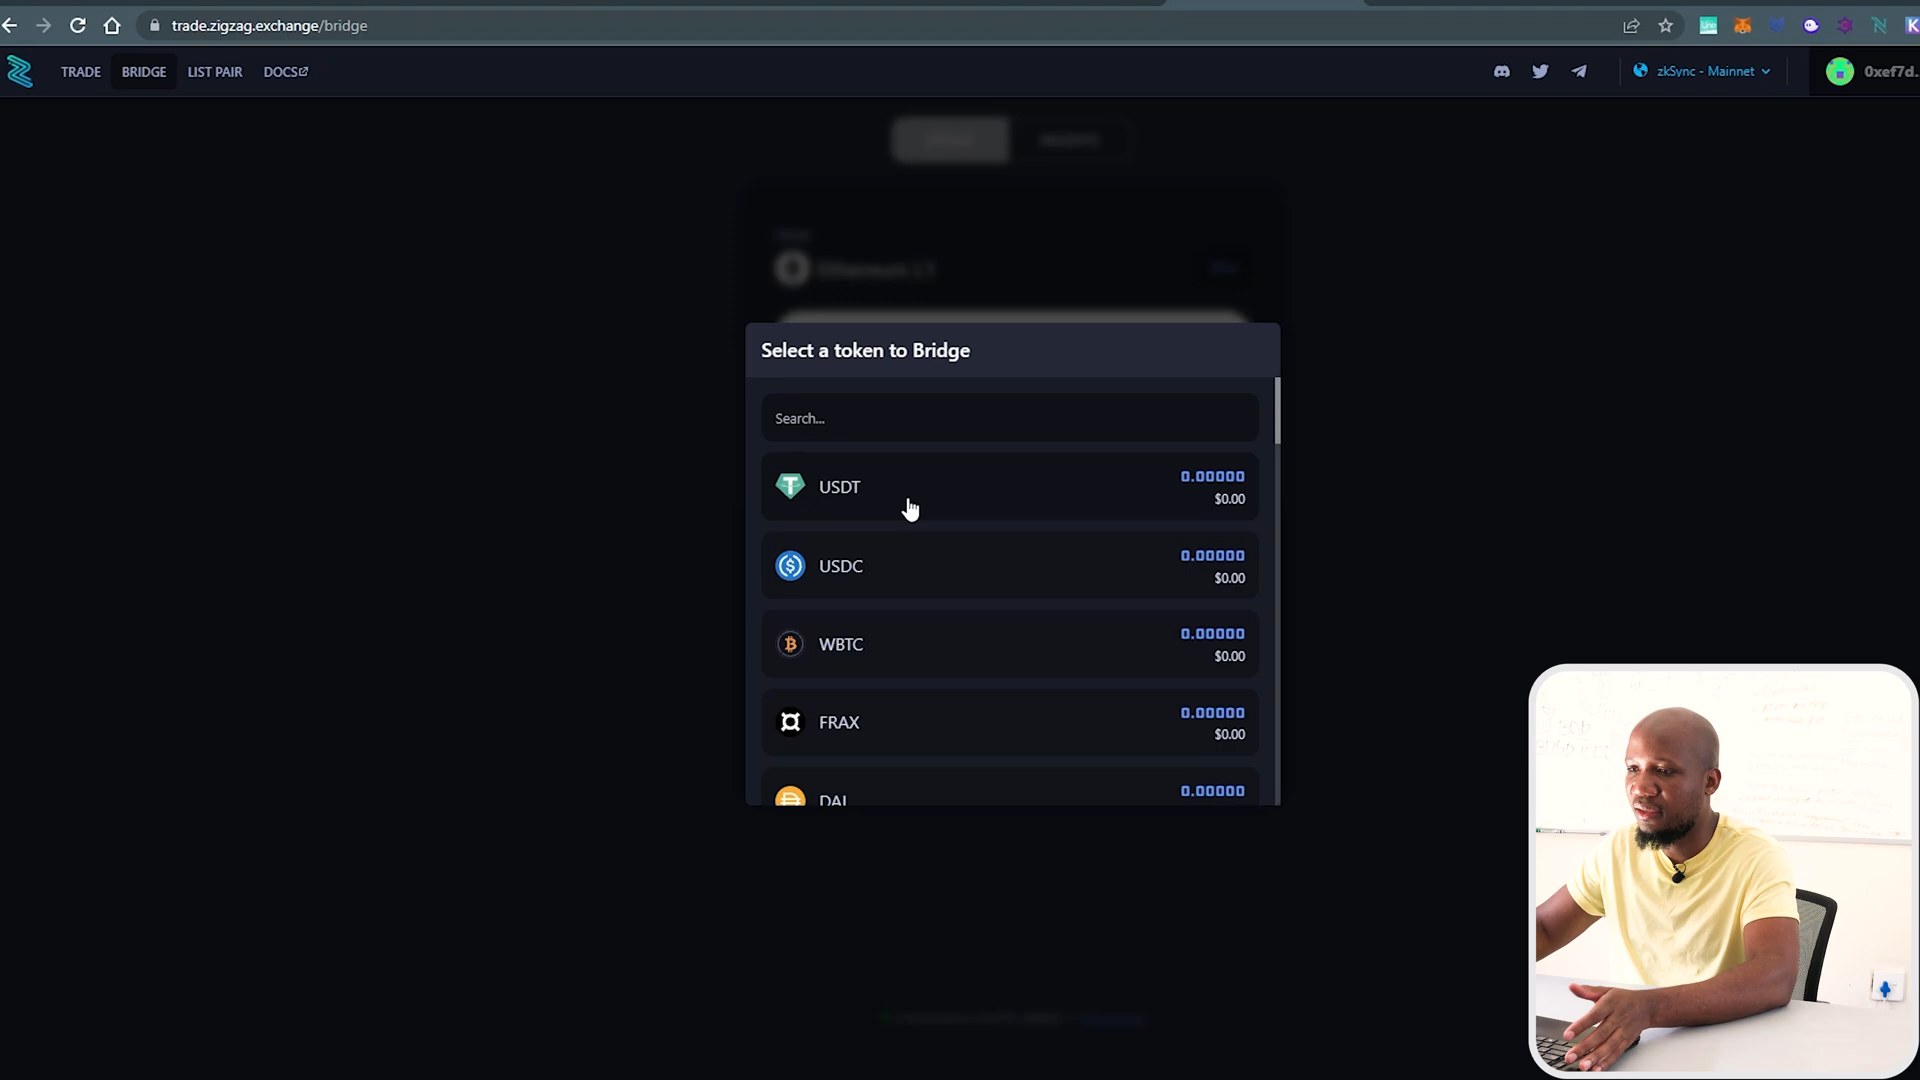 trade.zigzag.exchange/bridge
TRADE BRIDGE LIST PAIR DOCS
zkSync - Mainnet
0xef7d.
Ethereum L1
Select a token to Bridge
Search...
USDT 0.00000
$0.00
USDC 0.00000
$0.00
WBTC 0.00000
$0.00
FRAX 0.00000
$0.00
DAI 0.00000